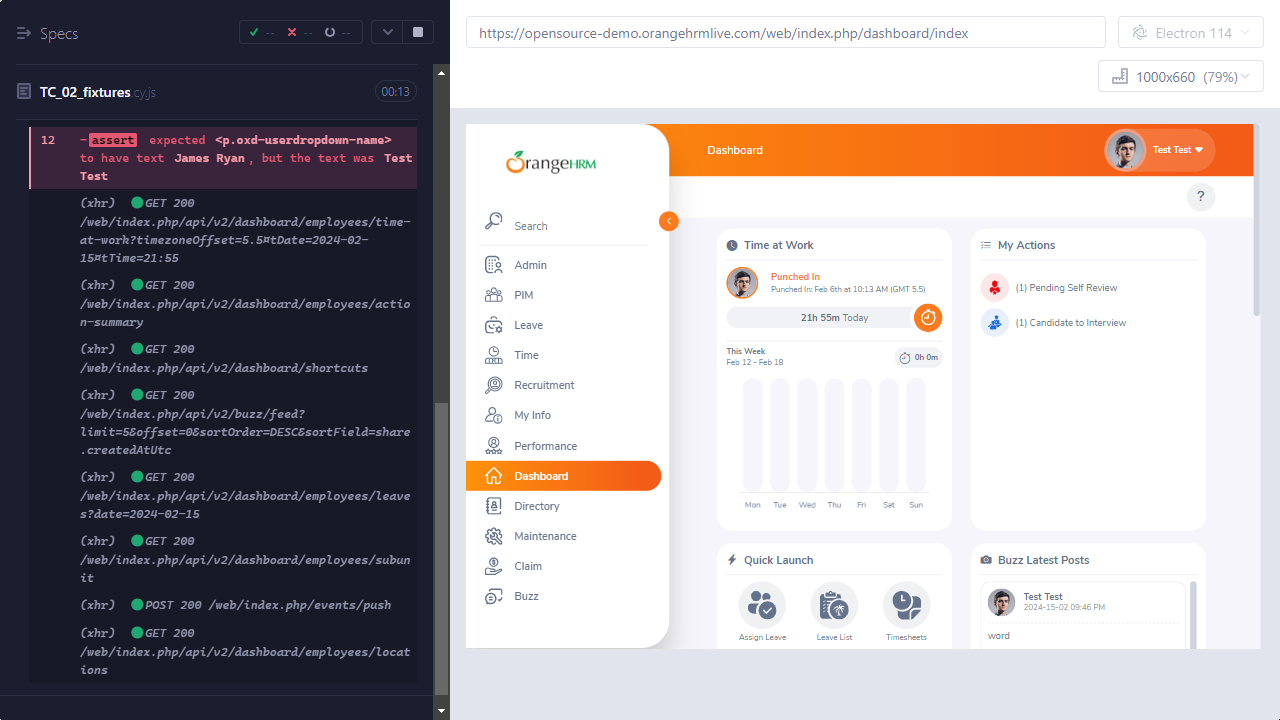 Specs
-- -- --
TC_02_fixtures.cy.js
00:13
12 -assert expected <p.oxd-userdropdown-name>
to have text James Ryan, but the text was Test
Test
(xhr) GET 200
/web/index.php/api/v2/dashboard/employees/time-
at-work?timezoneOffset=5.5¤tDate=2024-02-
15¤tTime=21:55
(xhr) GET 200
/web/index.php/api/v2/dashboard/employees/actio
n-summary
(xhr) GET 200
/web/index.php/api/v2/dashboard/shortcuts
(xhr) GET 200
/web/index.php/api/v2/buzz/feed?
limit=5&offset=0&sortOrder=DESC&sortField=share
.createdAtUtc
(xhr) GET 200
/web/index.php/api/v2/dashboard/employees/leave
s?date=2024-02-15
(xhr) GET 200
/web/index.php/api/v2/dashboard/employees/subun
it
(xhr) POST 200 /web/index.php/events/push
(xhr) GET 200
/web/index.php/api/v2/dashboard/employees/locat
ions
https://opensource-demo.orangehrmlive.com/web/index.php/dashboard/index
Electron 114
1000x660 (79%)
OrangeHRM
Search
Admin
PIM
Leave
Time
Recruitment
My Info
Performance
Dashboard
Directory
Maintenance
Claim
Buzz
Dashboard
Test Test
?
Time at Work
Punched In
Punched In: Feb 6th at 10:13 AM (GMT 5.5)
21h 55m Today
This Week
Feb 12 - Feb 18
0h 0m
Mon Tue Wed Thu Fri Sat Sun
My Actions
(1) Pending Self Review
(1) Candidate to Interview
Quick Launch
Assign Leave
Leave List
Timesheets
Buzz Latest Posts
Test Test
2024-15-02 09:46 PM
word